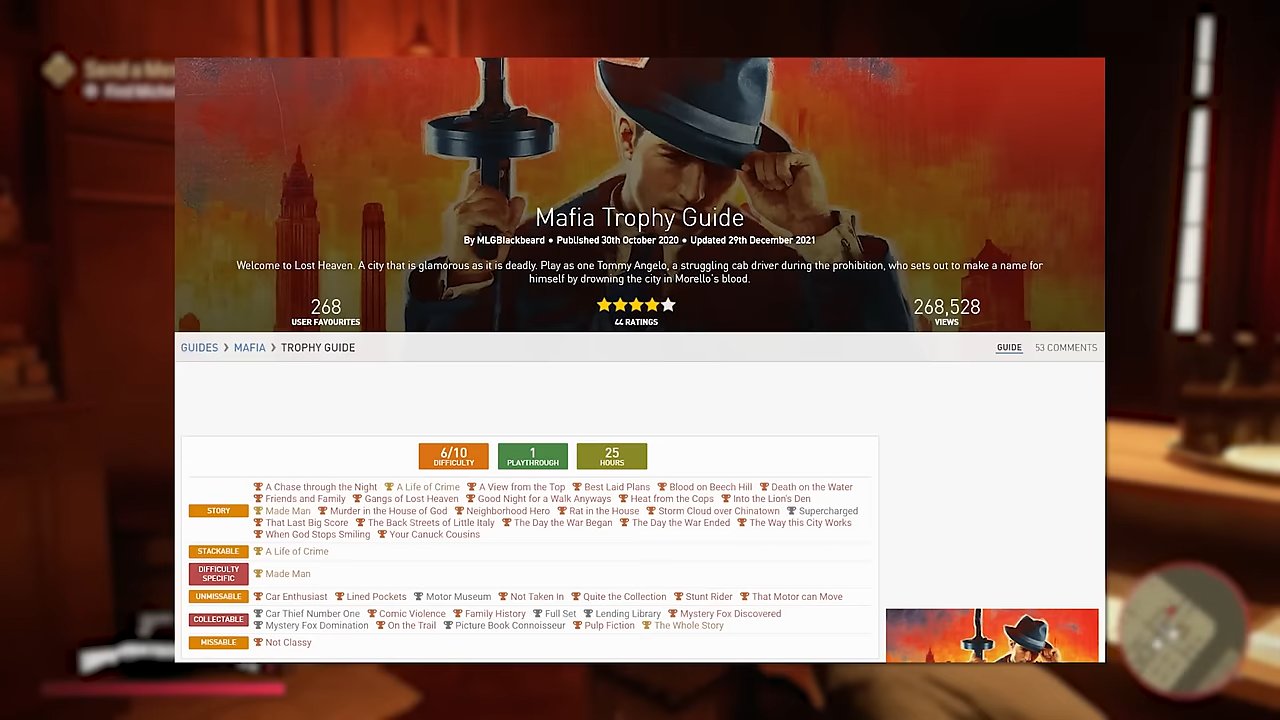 Send a Me
Mafia Trophy Guide
By MLGBlackbeard • Published 30th October 2020 • Updated 29th December 2021
Welcome to Lost Heaven. A city that is glamorous as it is deadly. Play as one Tommy Angelo, a struggling cab driver during the prohibition, who sets out to make a name for
himself by drowning the city in Morello's blood.
268
USER FAVOURITES
44 RATINGS
268,528
VIEWS
GUIDES > MAFIA > TROPHY GUIDE
GUIDE 53 COMMENTS
6/10
DIFFICULTY
1
PLAYTHROUGH
25
HOURS
STORY
A Chase through the Night A Life of Crime A View from the Top Best Laid Plans Blood on Beech Hill Death on the Water
Friends and Family Gangs of Lost Heaven Good Night for a Walk Anyways Heat from the Cops Into the Lion's Den
Made Man Murder in the House of God Neighborhood Hero Rat in the House Storm Cloud over Chinatown Supercharged
That Last Big Score The Back Streets of Little Italy The Day the War Began The Day the War Ended The Way this City Works
When God Stops Smiling Your Canuck Cousins
STACKABLE
A Life of Crime
DIFFICULTY
SPECIFIC
Made Man
UNMISSABLE
Car Enthusiast Lined Pockets Motor Museum Not Taken In Quite the Collection Stunt Rider That Motor can Move
COLLECTABLE
Car Thief Number One Comic Violence Family History Full Set Lending Library Mystery Fox Discovered
Mystery Fox Domination On the Trail Picture Book Connoisseur Pulp Fiction The Whole Story
MISSABLE
Not Classy